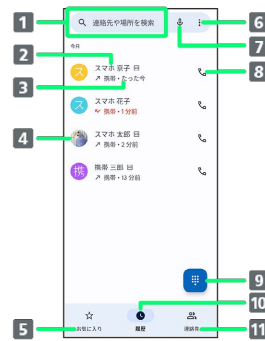 1
連絡先や場所を検索
6
今日
7
2
ス
スマホ 京子
携帯・たった今
8
3
ス
スマホ 花子
携帯・1分前
4
スマホ 太郎
携帯・2分前
携
携帯 三郎
携帯・13分前
9
10
5
お気に入り
履歴
連絡先
11